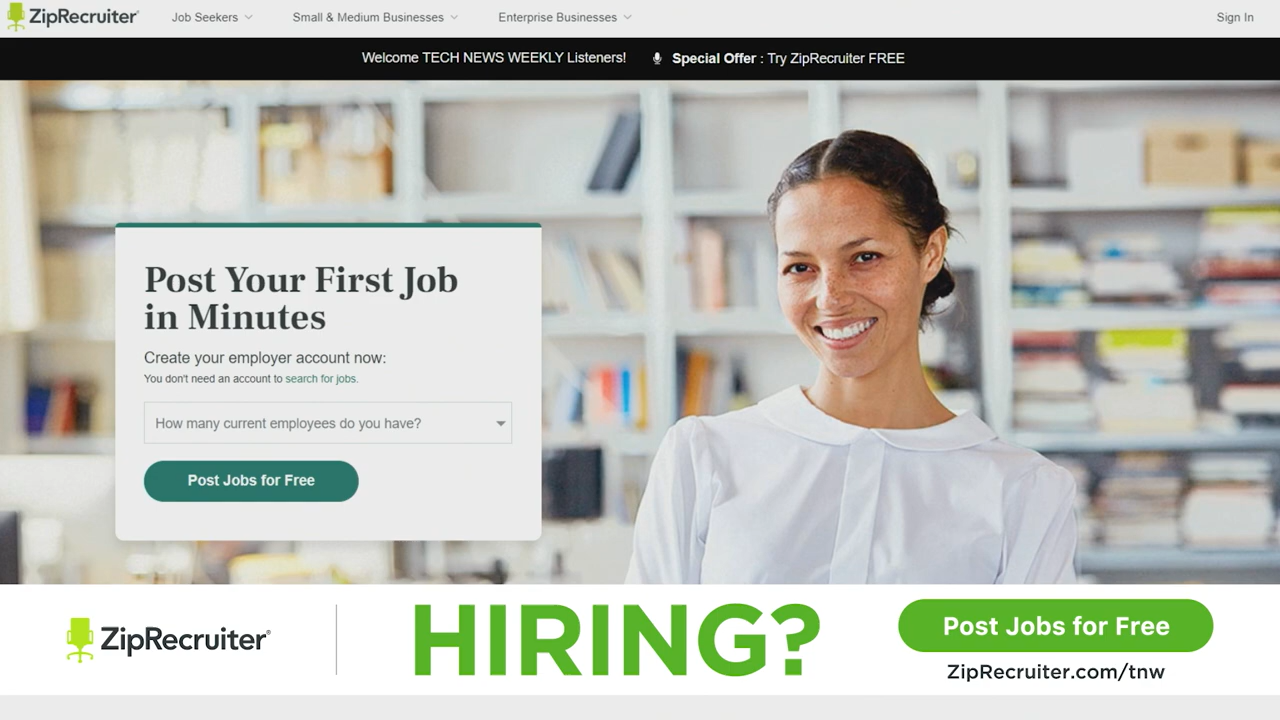 ZipRecruiter®
Job Seekers
Small & Medium Businesses
Enterprise Businesses
Sign In
Welcome TECH NEWS WEEKLY Listeners!
Special Offer : Try ZipRecruiter FREE
Post Your First Job
in Minutes
Create your employer account now:
You don't need an account to search for jobs.
How many current employees do you have?
Post Jobs for Free
ZipRecruiter®
HIRING?
Post Jobs for Free
ZipRecruiter.com/tnw